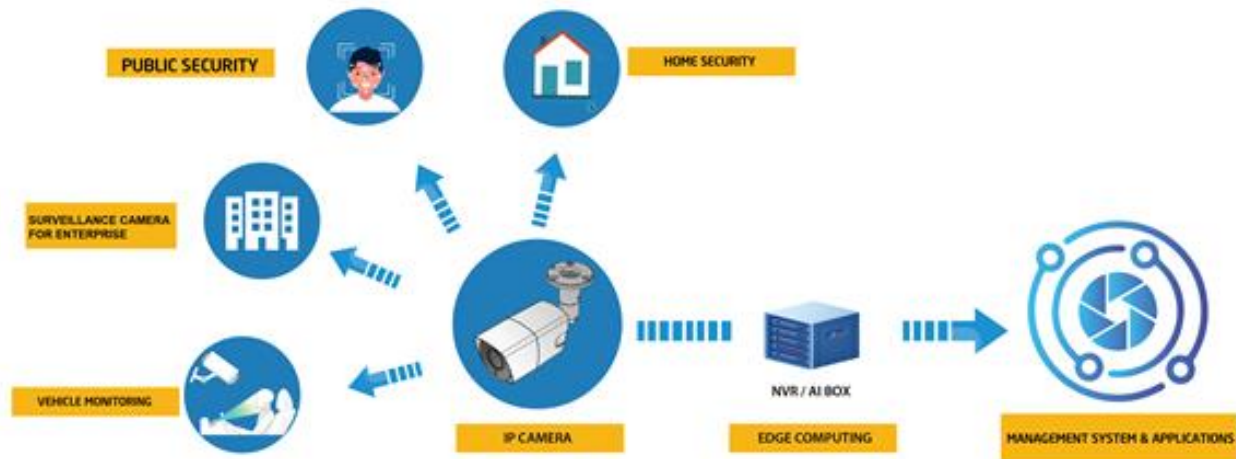 PUBLIC SECURITY
HOME SECURITY
SURVEILLANCE CAMERA
FOR ENTERPRISE
VEHICLE MONITORING
NVR / AI BOX
IP CAMERA
EDGE COMPUTING
MANAGEMENT SYSTEM & APPLICATIONS